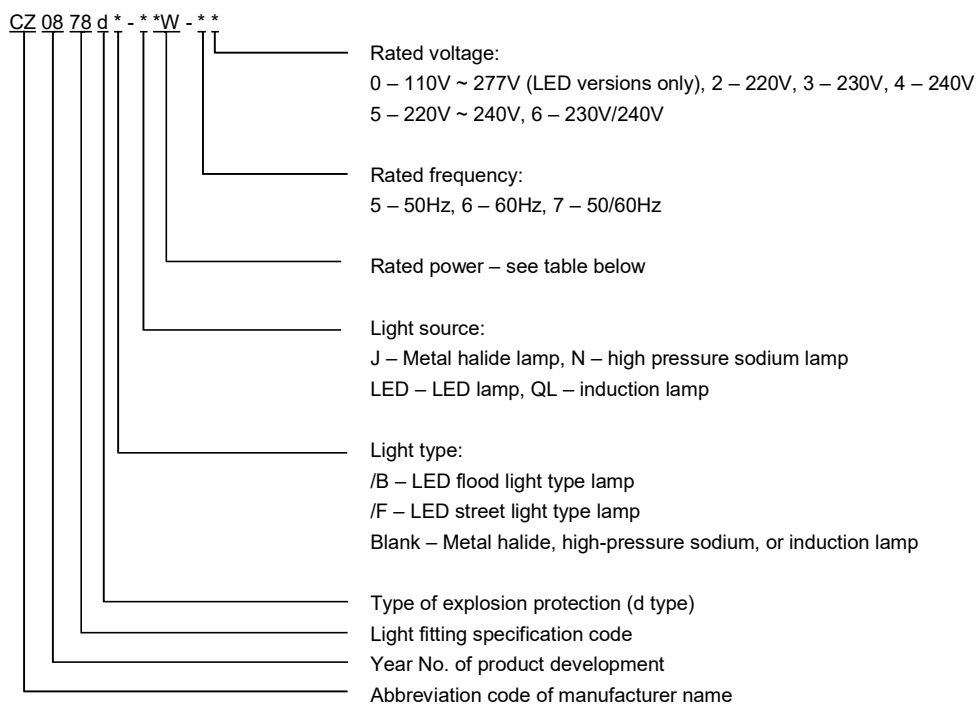 CZ 08 78 d * - * *W - * *
Rated voltage:
0 – 110V ~ 277V (LED versions only), 2 – 220V, 3 – 230V, 4 – 240V
5 – 220V ~ 240V, 6 – 230V/240V
Rated frequency:
5 – 50Hz, 6 – 60Hz, 7 – 50/60Hz
Rated power – see table below
Light source:
J – Metal halide lamp, N – high pressure sodium lamp
LED – LED lamp, QL – induction lamp
Light type:
/B – LED flood light type lamp
/F – LED street light type lamp
Blank – Metal halide, high-pressure sodium, or induction lamp
Type of explosion protection (d type)
Light fitting specification code
Year No. of product development
Abbreviation code of manufacturer name